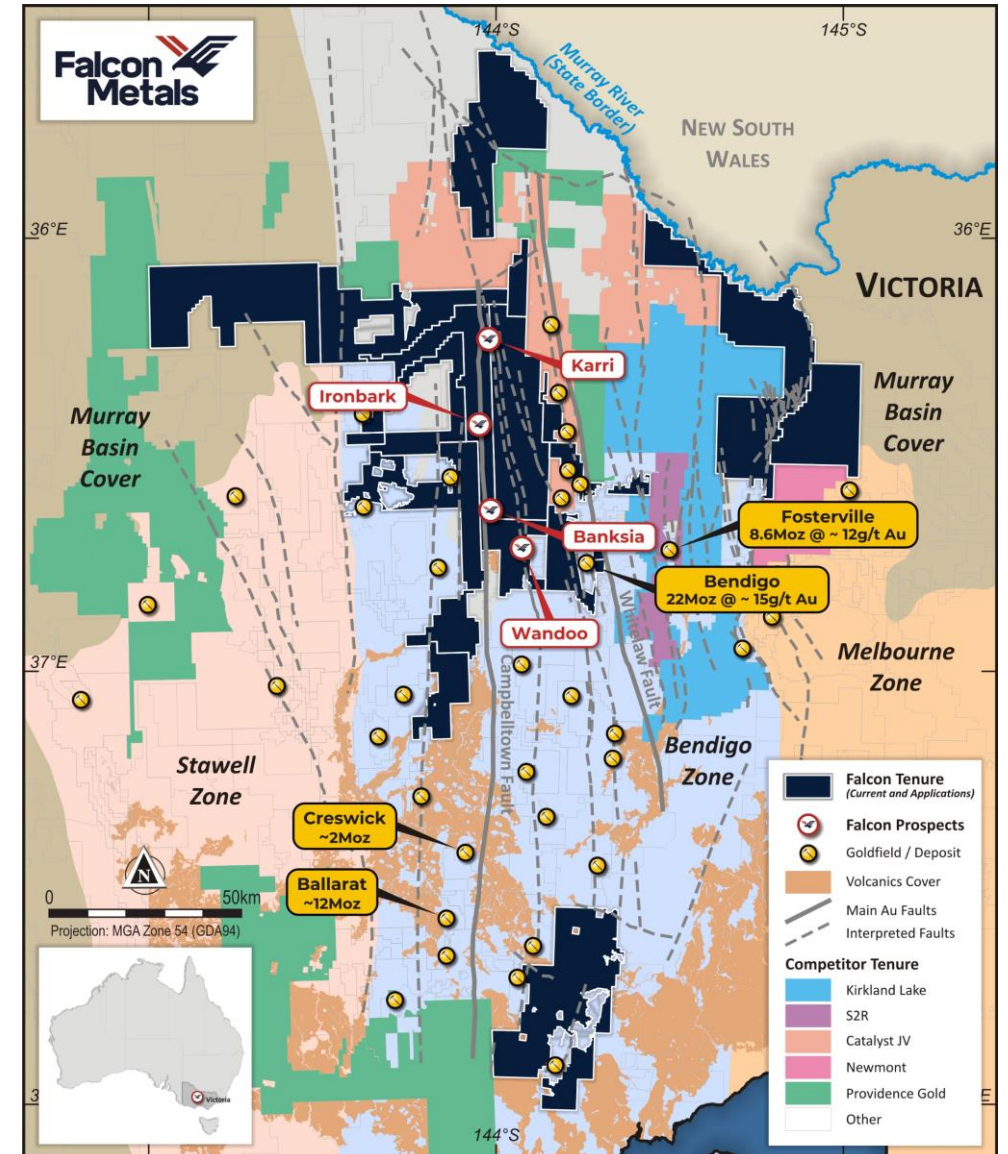 Falcon
Metals
144°S
145°S
Murray River
(State Border)
NEW SOUTH
WALES
36°E
36°E
VICTORIA
Karri
Ironbark
Murray
Basin
Cover
Murray
Basin
Cover
Banksia
Fosterville
8.6Moz @ ~ 12g/t Au
Bendigo
22Moz @ ~ 15g/t Au
Wandoo
Whitelaw Fault
Campbelltown Fault
37°E
Melbourne
Zone
Stawell
Zone
Bendigo
Zone
Creswick
~2Moz
Ballarat
~12Moz
N
0
50km
Projection: MGA Zone 54 (GDA94)
Victoria
144°S
Falcon Tenure
(Current and Applications)
Falcon Prospects
Goldfield / Deposit
Volcanics Cover
Main Au Faults
Interpreted Faults
Competitor Tenure
Kirkland Lake
S2R
Catalyst JV
Newmont
Providence Gold
Other